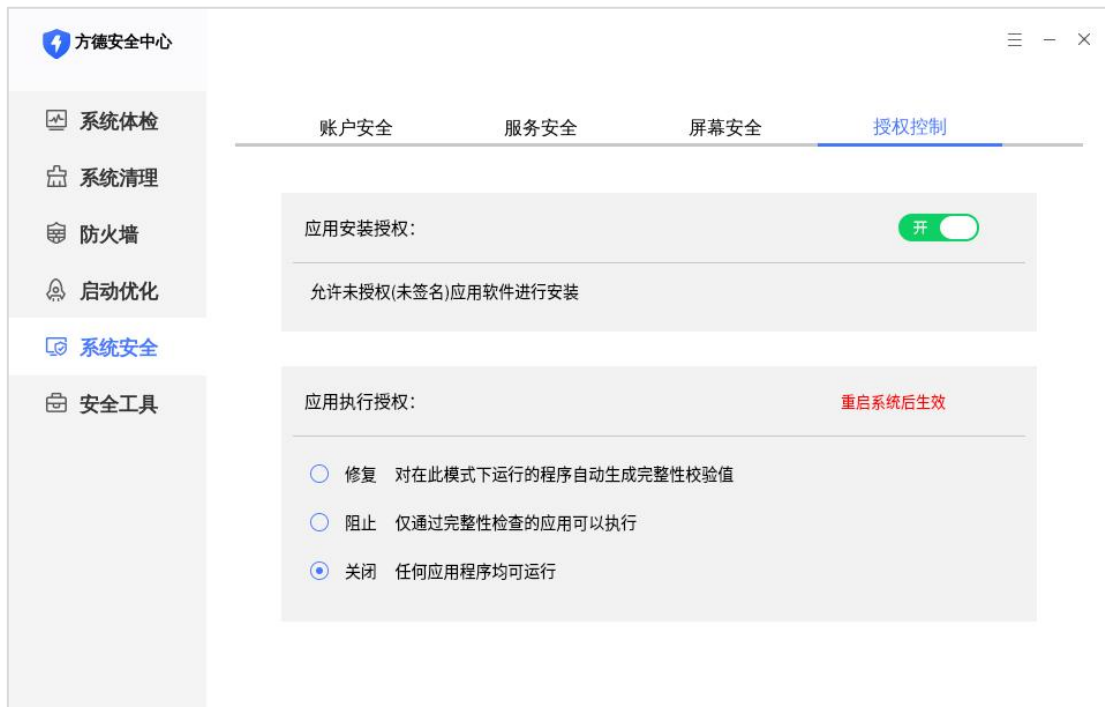 方德安全中心
系统体检
系统清理
防火墙
启动优化
系统安全
安全工具
账户安全 服务安全 屏幕安全 授权控制
应用安装授权: 开
允许未授权(未签名)应用软件进行安装
应用执行授权: 重启系统后生效
修复 对在此模式下运行的程序自动生成完整性校验值
阻止 仅通过完整性检查的应用可以执行
关闭 任何应用程序均可运行